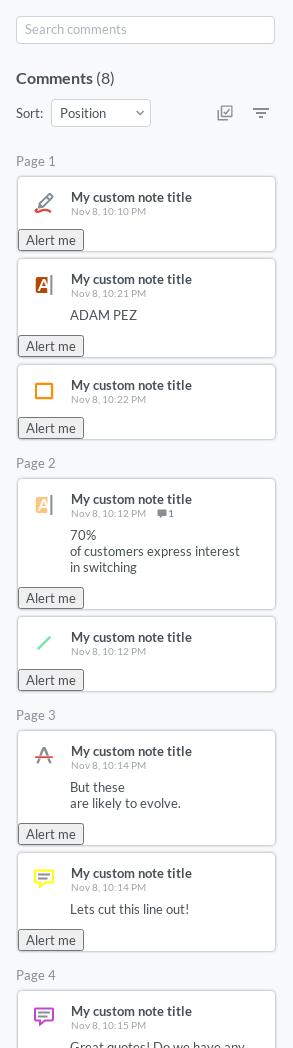 Search comments
Comments (8)
Sort: Position
Page 1
My custom note title
Nov 8, 10:10 PM
Alert me
A
My custom note title
Nov 8, 10:21 PM
ADAM PEZ
Alert me
My custom note title
Nov 8, 10:22 PM
Alert me
Page 2
A
My custom note title
Nov 8, 10:12 PM 1
70%
of customers express interest
in switching
Alert me
My custom note title
Nov 8, 10:12 PM
Alert me
Page 3
A
My custom note title
Nov 8, 10:14 PM
But these
are likely to evolve.
Alert me
My custom note title
Nov 8, 10:14 PM
Lets cut this line out!
Alert me
Page 4
My custom note title
Nov 8, 10:15 PM
Great quotes! Do we have any